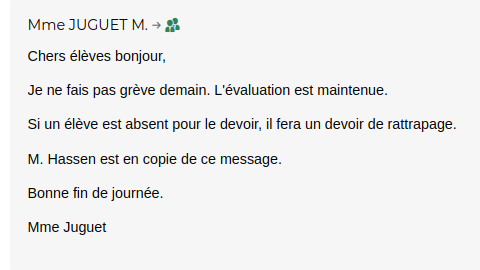 Mme JUGUET M. →
Chers élèves bonjour,
Je ne fais pas grève demain. L'évaluation est maintenue.
Si un élève est absent pour le devoir, il fera un devoir de rattrapage.
M. Hassen est en copie de ce message.
Bonne fin de journée.
Mme Juguet